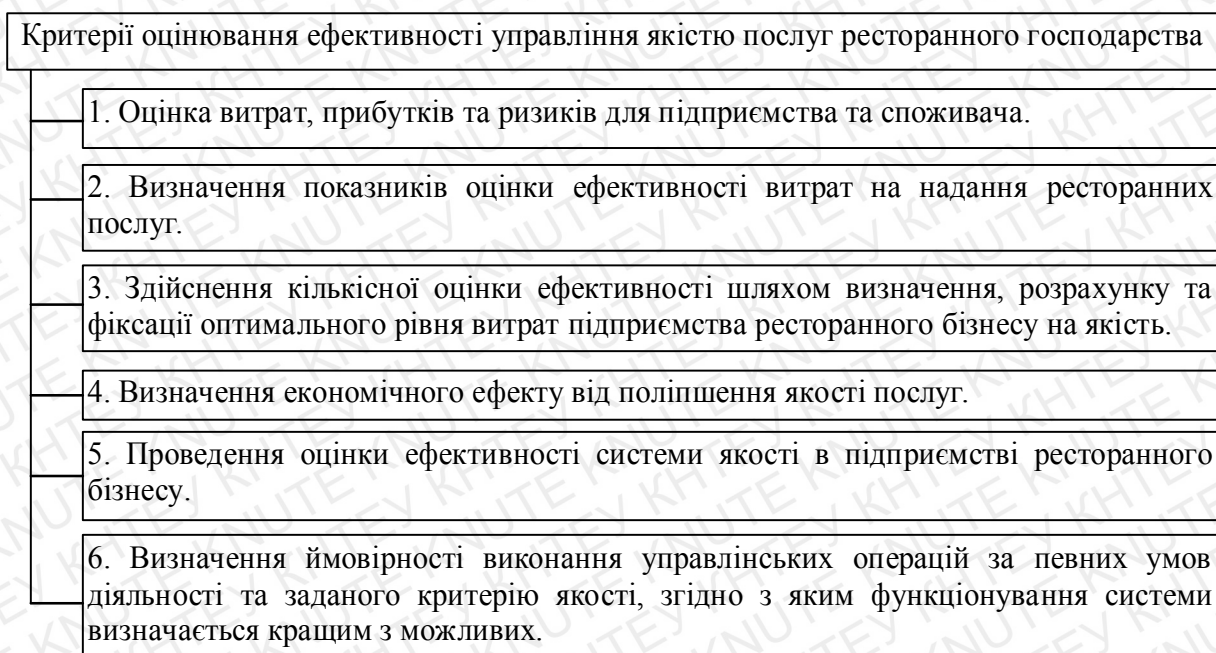 Критерії оцінювання ефективності управління якістю послуг ресторанного господарства
1. Оцінка витрат, прибутків та ризиків для підприємства та споживача.
2. Визначення показників оцінки ефективності витрат на надання ресторанних
послуг.
3. Здійснення кількісної оцінки ефективності шляхом визначення, розрахунку та
фіксації оптимального рівня витрат підприємства ресторанного бізнесу на якість.
4. Визначення економічного ефекту від поліпшення якості послуг.
5. Проведення оцінки ефективності системи якості в підприємстві ресторанного
бізнесу.
6. Визначення ймовірності виконання управлінських операцій за певних умов
діяльності та заданого критерію якості, згідно з яким функціонування системи
визначається кращим з можливих.